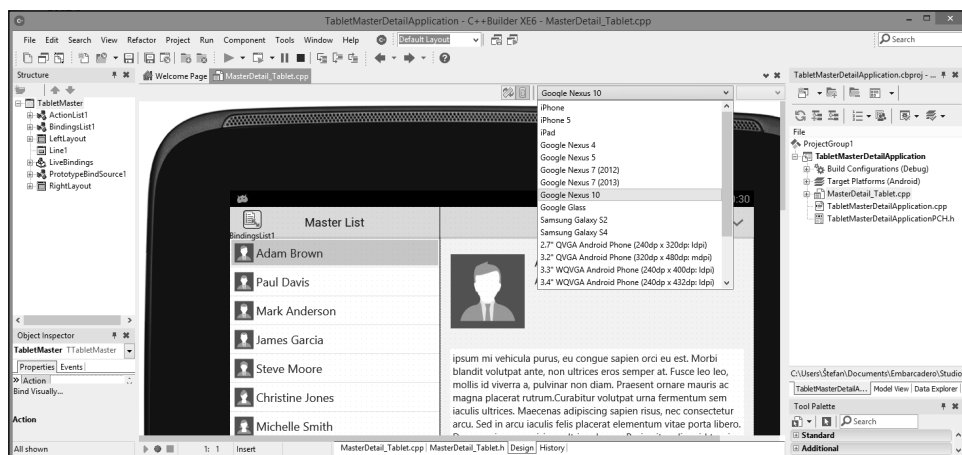 TabletMasterDetailApplication - C++Builder XE6 - MasterDetail_Tablet.cpp
File Edit Search View Refactor Project Run Component Tools Window Help
Default Layout
Search
Structure
TabletMaster
ActionList1
BindingsList1
LeftLayout
Line1
LiveBindings
PrototypeBindSource1
RightLayout
Object Inspector
TabletMaster TTabletMaster
Properties Events
Action
Bind Visually...
Action
All shown
Welcome Page MasterDetail_Tablet.cpp
Google Nexus 10
iPhone
iPhone 5
iPad
Google Nexus 4
Google Nexus 5
Google Nexus 7 (2012)
Google Nexus 7 (2013)
Google Nexus 10
Google Glass
Samsung Galaxy S2
Samsung Galaxy S4
2.7" QVGA Android Phone (240dp x 320dp: ldpi)
3.2" QVGA Android Phone (320dp x 480dp: mdpi)
3.3" WQVGA Android Phone (240dp x 400dp: ldpi)
3.4" WQVGA Android Phone (240dp x 432dp: ldpi)
:30
Master List
BindingsList1
Adam Brown
Paul Davis
Mark Anderson
James Garcia
Steve Moore
Christine Jones
Michelle Smith
ipsum mi vehicula purus, eu congue sapien orci eu est. Morbi
blandit volutpat ante, non ultrices eros semper at. Fusce leo leo,
mollis id viverra a, pulvinar non diam. Praesent ornare mauris ac
magna placerat rutrum.Curabitur volutpat urna fermentum sem
iaculis ultrices. Maecenas adipiscing sapien risus, nec consectetur
arcu. Sed in arcu iaculis felis placerat elementum vitae porta libero.
1: 1 Insert
MasterDetail_Tablet.cpp MasterDetail_Tablet.h Design History
TabletMasterDetailApplication.cbproj - ...
File
ProjectGroup1
TabletMasterDetailApplication
Build Configurations (Debug)
Target Platforms (Android)
MasterDetail_Tablet.cpp
TabletMasterDetailApplication.cpp
TabletMasterDetailApplicationPCH.h
C:\Users\Štefan\Documents\Embarcadero\Studio
TabletMasterDetailA... Model View Data Explorer
Tool Palette
Search
Standard
Additional